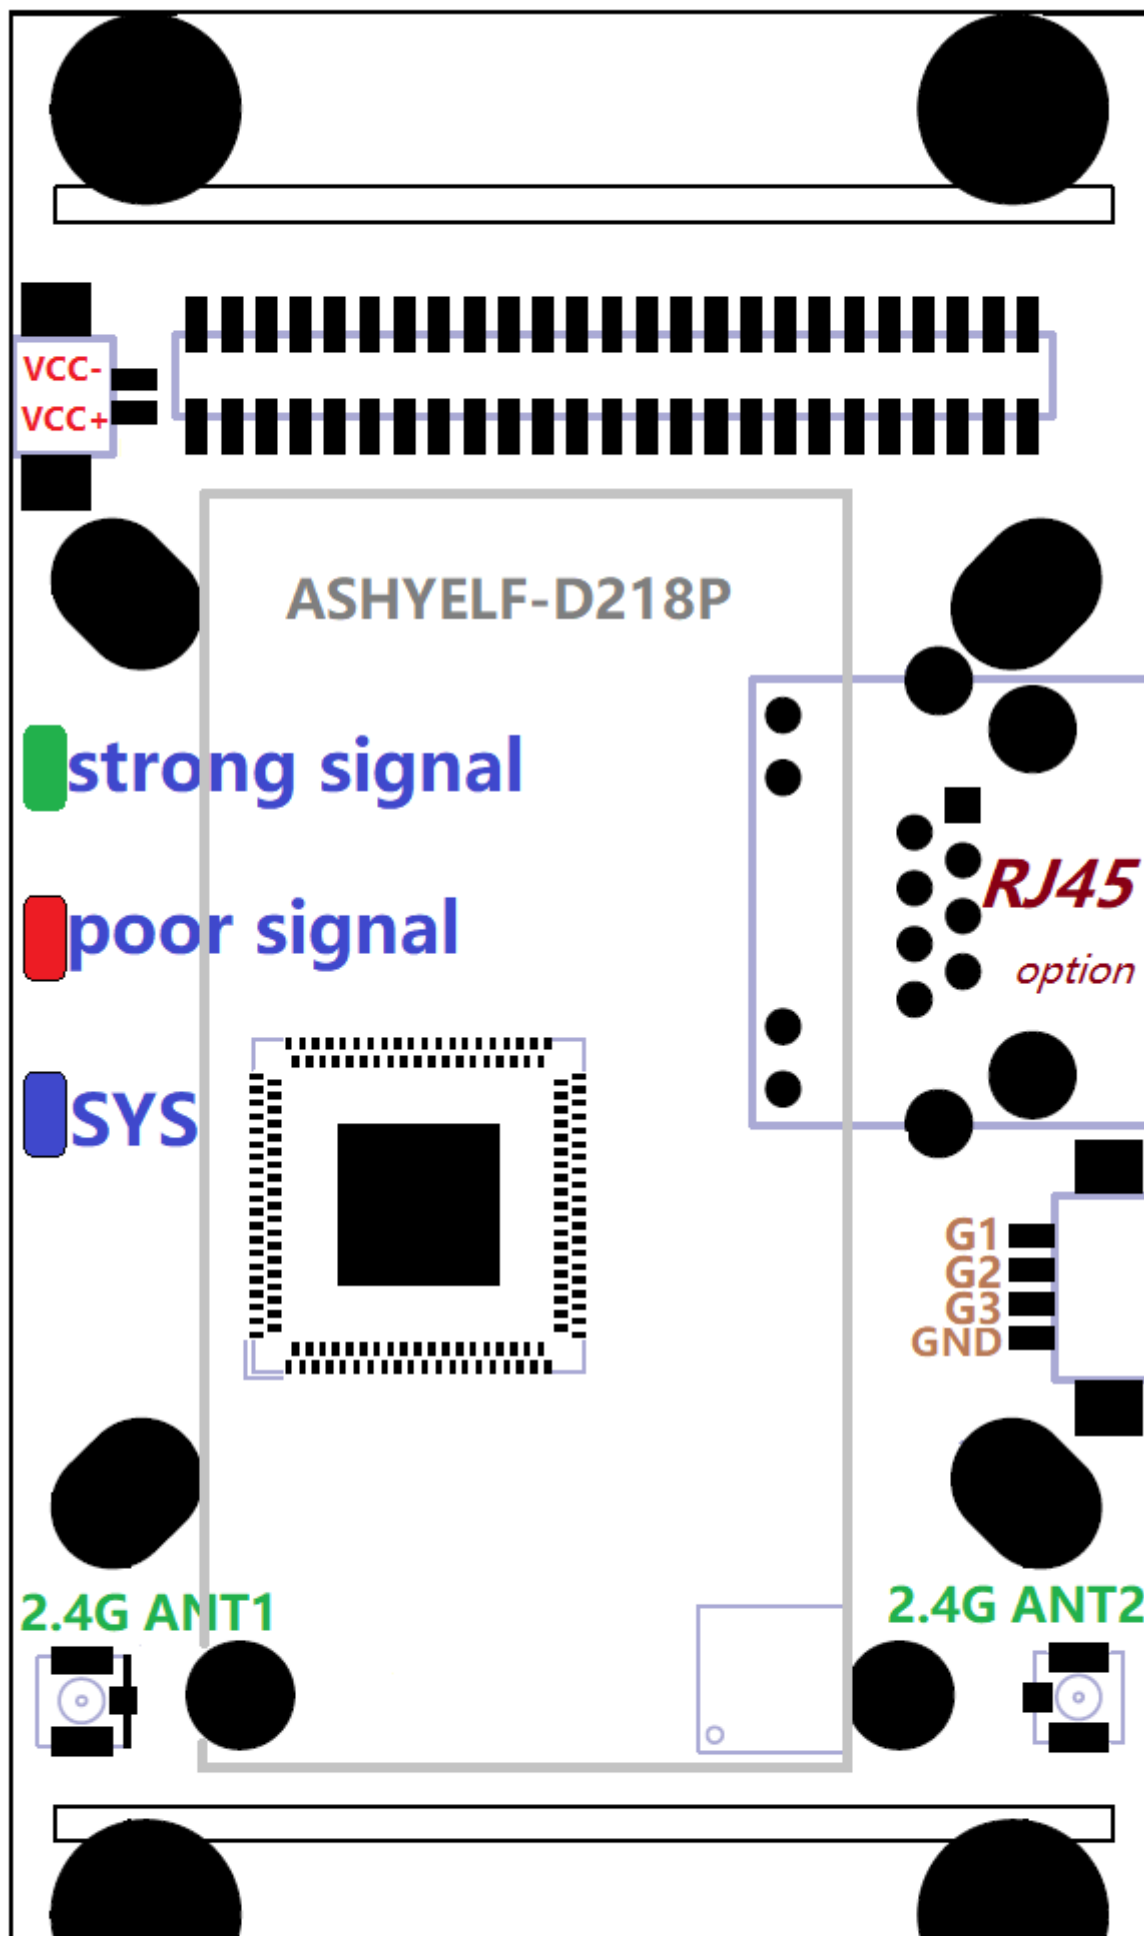 VCC-
VCC+
ASHYELF-D218P
strong signal
poor signal
SYS
RJ45
option
G1
G2
G3
GND
2.4G ANT1
2.4G ANT2